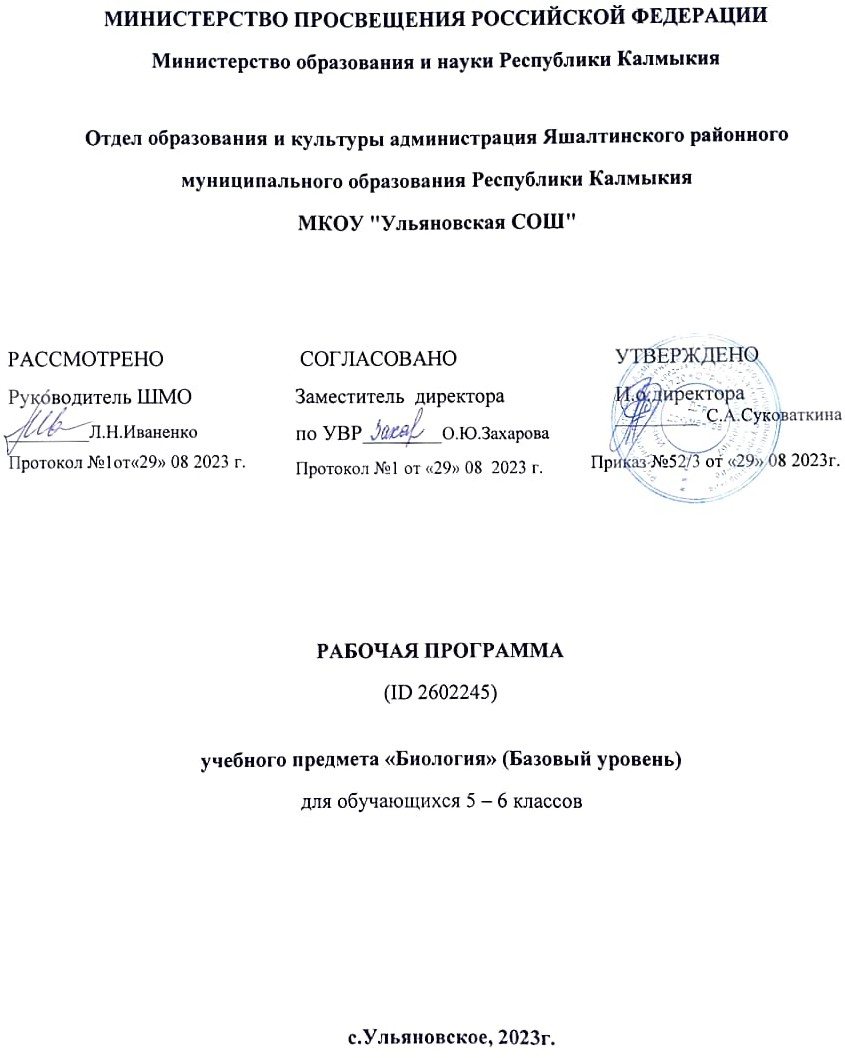 МИНИСТЕРСТВО ПРОСВЕЩЕНИЯ РОССИЙСКОЙ ФЕДЕРАЦИИ
Министерство образования и науки Республики Калмыкия
Отдел образования и культуры администрация Яшалтинского районного
муниципального образования Республики Калмыкия
МКОУ "Ульяновская СОШ"
РАССМОТРЕНО
Руководитель ШМО
Л.Н.Иваненко
Протокол №1от«29» 08 2023 г.
СОГЛАСОВАНО
Заместитель директора
по УВР Захар О.Ю.Захарова
Протокол №1 от «29» 08 2023 г.
УТВЕРЖДЕНО
И.о.директора
С.А.Суковаткина
Приказ №52/3 от «29» 08 2023г.
РАБОЧАЯ ПРОГРАММА
(ID 2602245)
учебного предмета «Биология» (Базовый уровень)
для обучающихся 5 – 6 классов
с.Ульяновское, 2023г.